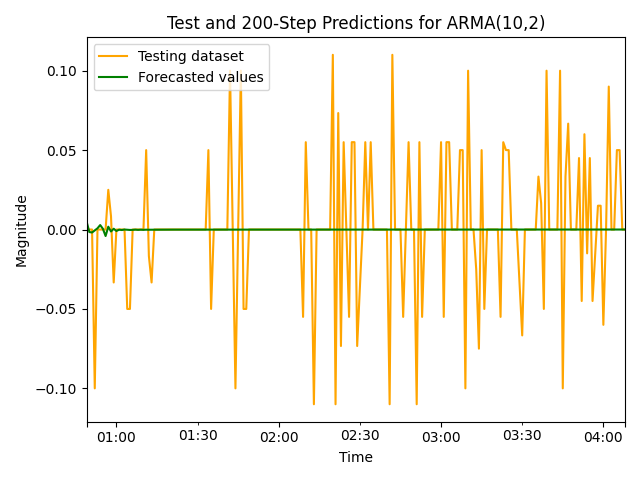 Test and 200-Step Predictions for ARMA(10,2)
Testing dataset
Forecasted values
Magnitude
0.10
0.05
0.00
−0.05
−0.10
01:00
01:30
02:00
02:30
03:00
03:30
04:00
Time